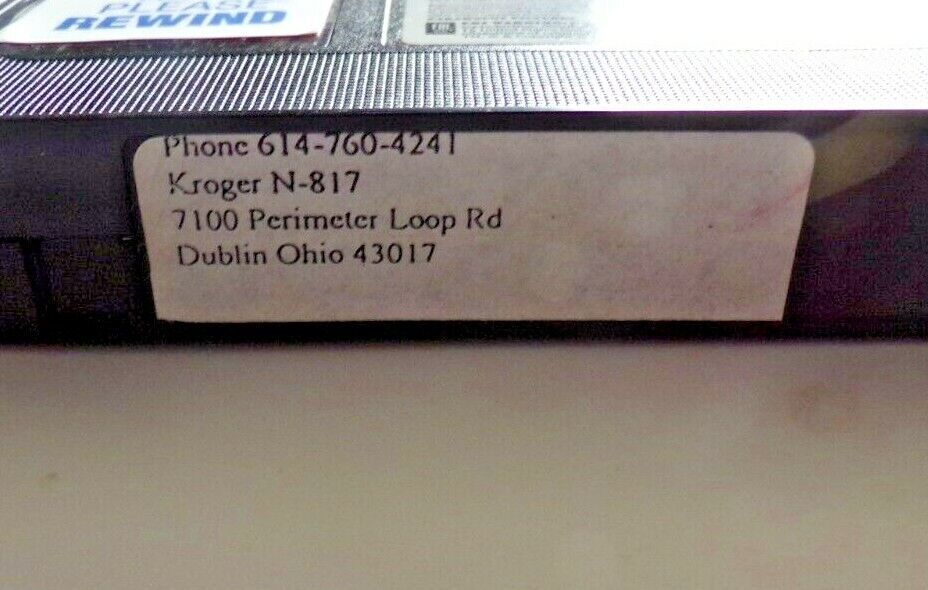 PLEASE
REWIND
Phone 614-760-4241
Kroger N-817
7100 Perimeter Loop Rd
Dublin Ohio 43017